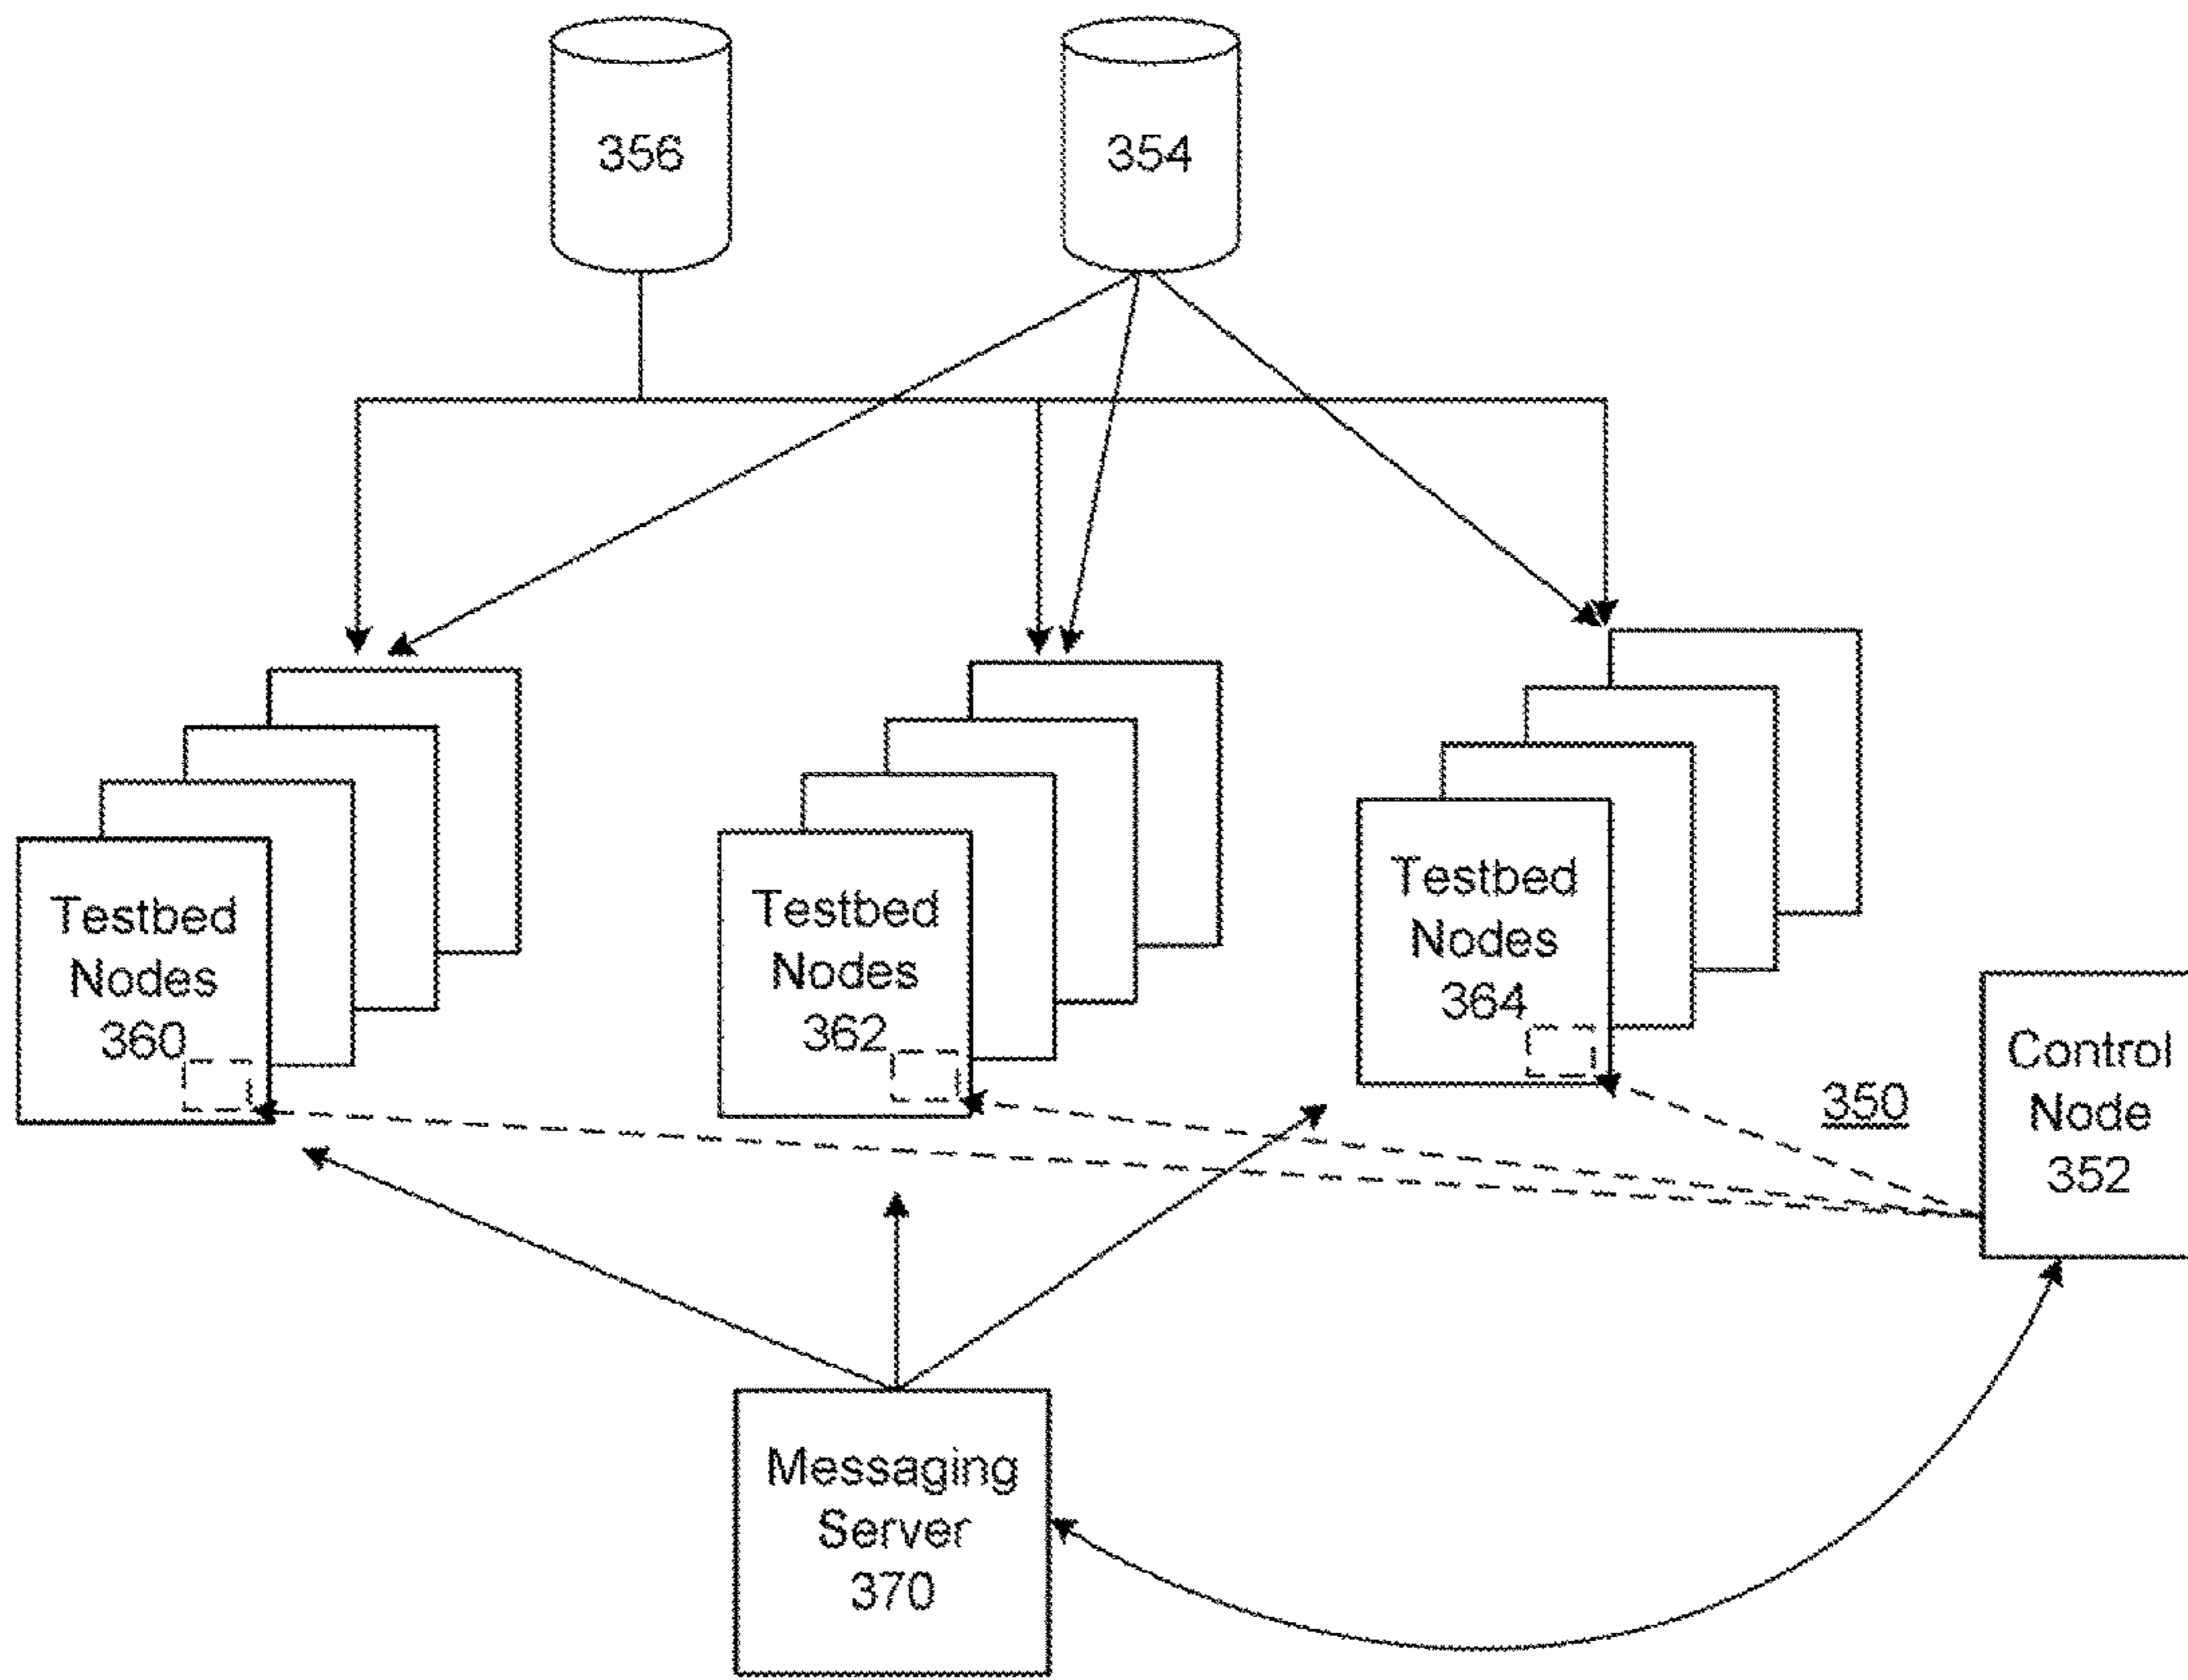 356
354
Testbed
Nodes
360
Testbed
Nodes
362
Testbed
Nodes
364
350
Control
Node
352
Messaging
Server
370